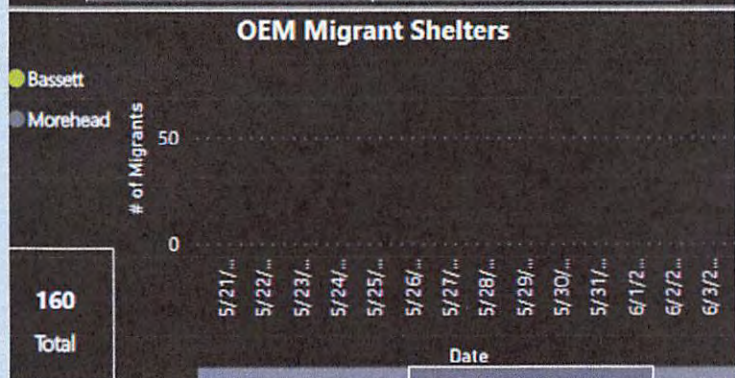 OEM Migrant Shelters
Bassett
Morehead
# of Migrants
50
0
5/21/...
5/22/...
5/23/...
5/24/...
5/25/...
5/26/...
5/27/...
5/28/...
5/29/...
5/30/...
5/31/...
6/1/2...
6/2/2...
6/3/2...
Date
160
Total